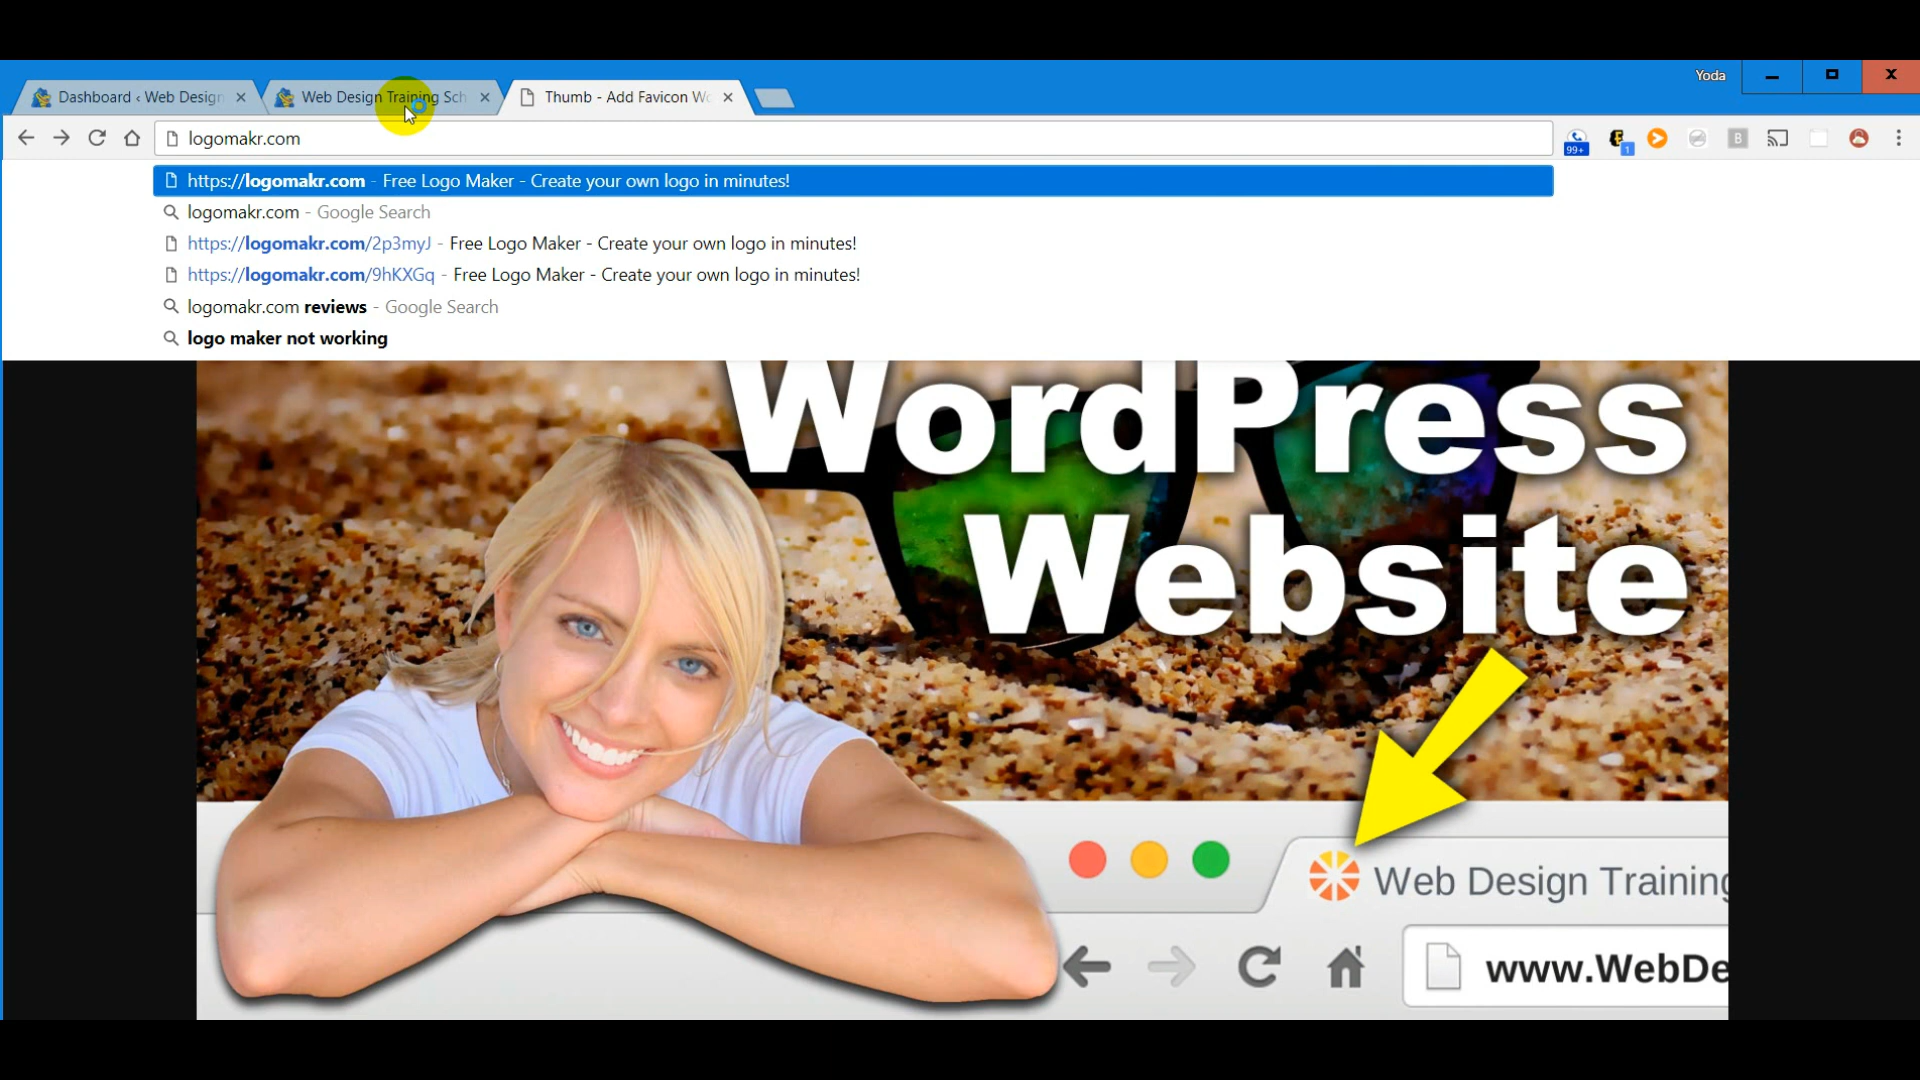 Yoda
Dashboard ‹ Web Design
Web Design Training Sch
Thumb - Add Favicon Wo
logomakr.com
99+
1
B
https://logomakr.com - Free Logo Maker - Create your own logo in minutes!
logomakr.com - Google Search
https://logomakr.com/2p3myJ - Free Logo Maker - Create your own logo in minutes!
https://logomakr.com/9hKXGq - Free Logo Maker - Create your own logo in minutes!
logomakr.com reviews - Google Search
logo maker not working
WordPress
Website
Web Design Training
www.WebDe